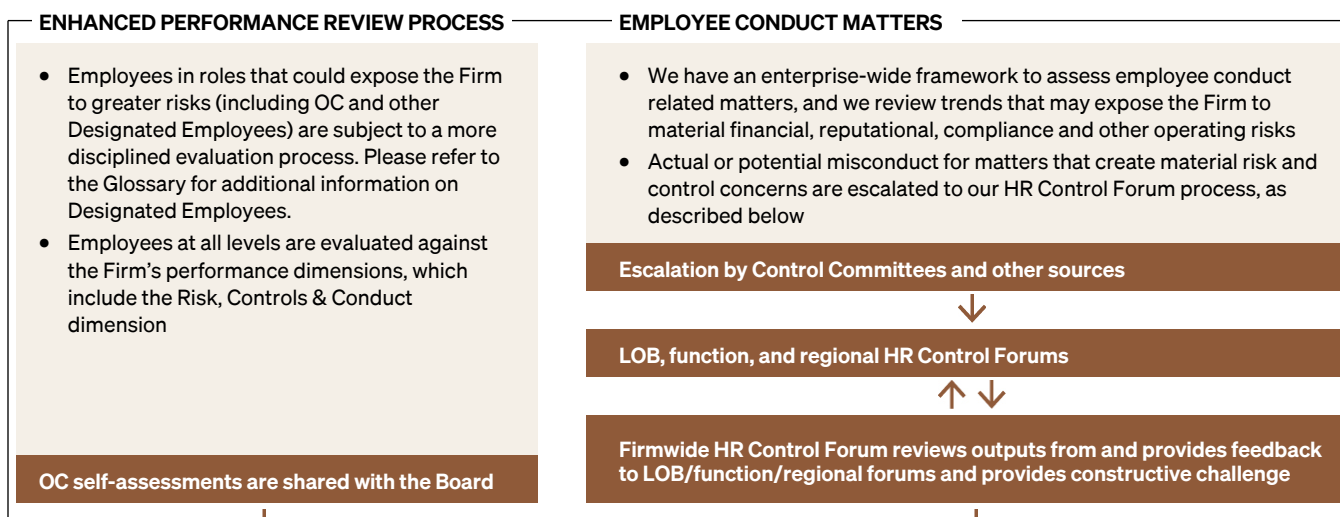 ENHANCED PERFORMANCE REVIEW PROCESS
• Employees in roles that could expose the Firm
to greater risks (including OC and other
Designated Employees) are subject to a more
disciplined evaluation process. Please refer to
the Glossary for additional information on
Designated Employees.
• Employees at all levels are evaluated against
the Firm's performance dimensions, which
include the Risk, Controls & Conduct
dimension
OC self-assessments are shared with the Board
EMPLOYEE CONDUCT MATTERS
• We have an enterprise-wide framework to assess employee conduct
related matters, and we review trends that may expose the Firm to
material financial, reputational, compliance and other operating risks
• Actual or potential misconduct for matters that create material risk and
control concerns are escalated to our HR Control Forum process, as
described below
Escalation by Control Committees and other sources
LOB, function, and regional HR Control Forums
Firmwide HR Control Forum reviews outputs from and provides feedback
to LOB/function/regional forums and provides constructive challenge